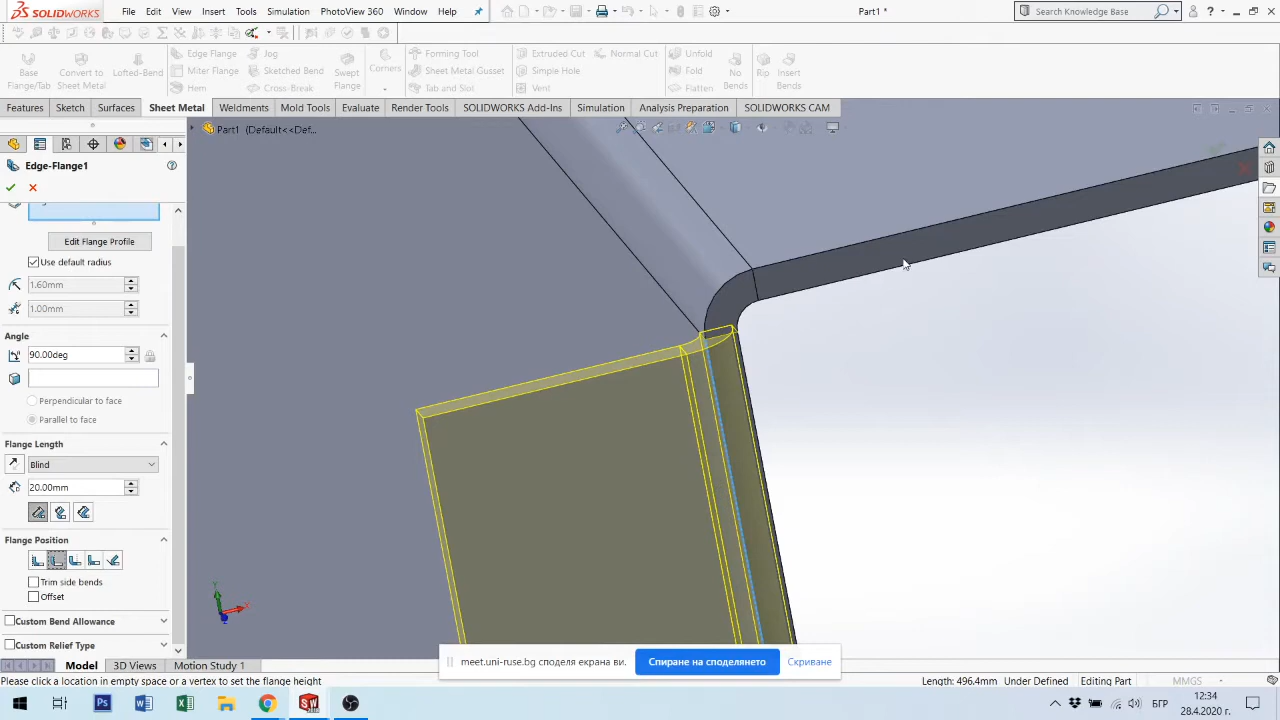 SOLIDWORKS File Edit View Insert Tools Simulation PhotoView 360 Window Help Part1 * Search Knowledge Base
Base
Flange/Tab
Convert to
Sheet Metal
Lofted-Bend
Edge Flange
Miter Flange
Hem
Jog
Sketched Bend
Cross-Break
Swept
Flange
Corners
Forming Tool
Sheet Metal Gusset
Tab and Slot
Extruded Cut
Simple Hole
Vent
Normal Cut
Unfold
Fold
Flatten
No
Bends
Rip
Insert
Bends
Features Sketch Surfaces Sheet Metal Weldments Mold Tools Evaluate Render Tools SOLIDWORKS Add-Ins Simulation Analysis Preparation SOLIDWORKS CAM
Part1 (Default<<Def...
Edge-Flange1
Edit Flange Profile
Use default radius
1.60mm
1.00mm
Angle
90.00deg
Perpendicular to face
Parallel to face
Flange Length
Blind
20.00mm
Flange Position
Trim side bends
Offset
Custom Bend Allowance
Custom Relief Type
Y
X
meet.uni-ruse.bg споделя екрана ви. Спиране на споделянето Скриване
Model 3D Views Motion Study 1
Please click a location in empty space or a vertex to set the flange height Length: 496.4mm Under Defined Editing Part MMGS
БГР
12:34
28.4.2020 г.